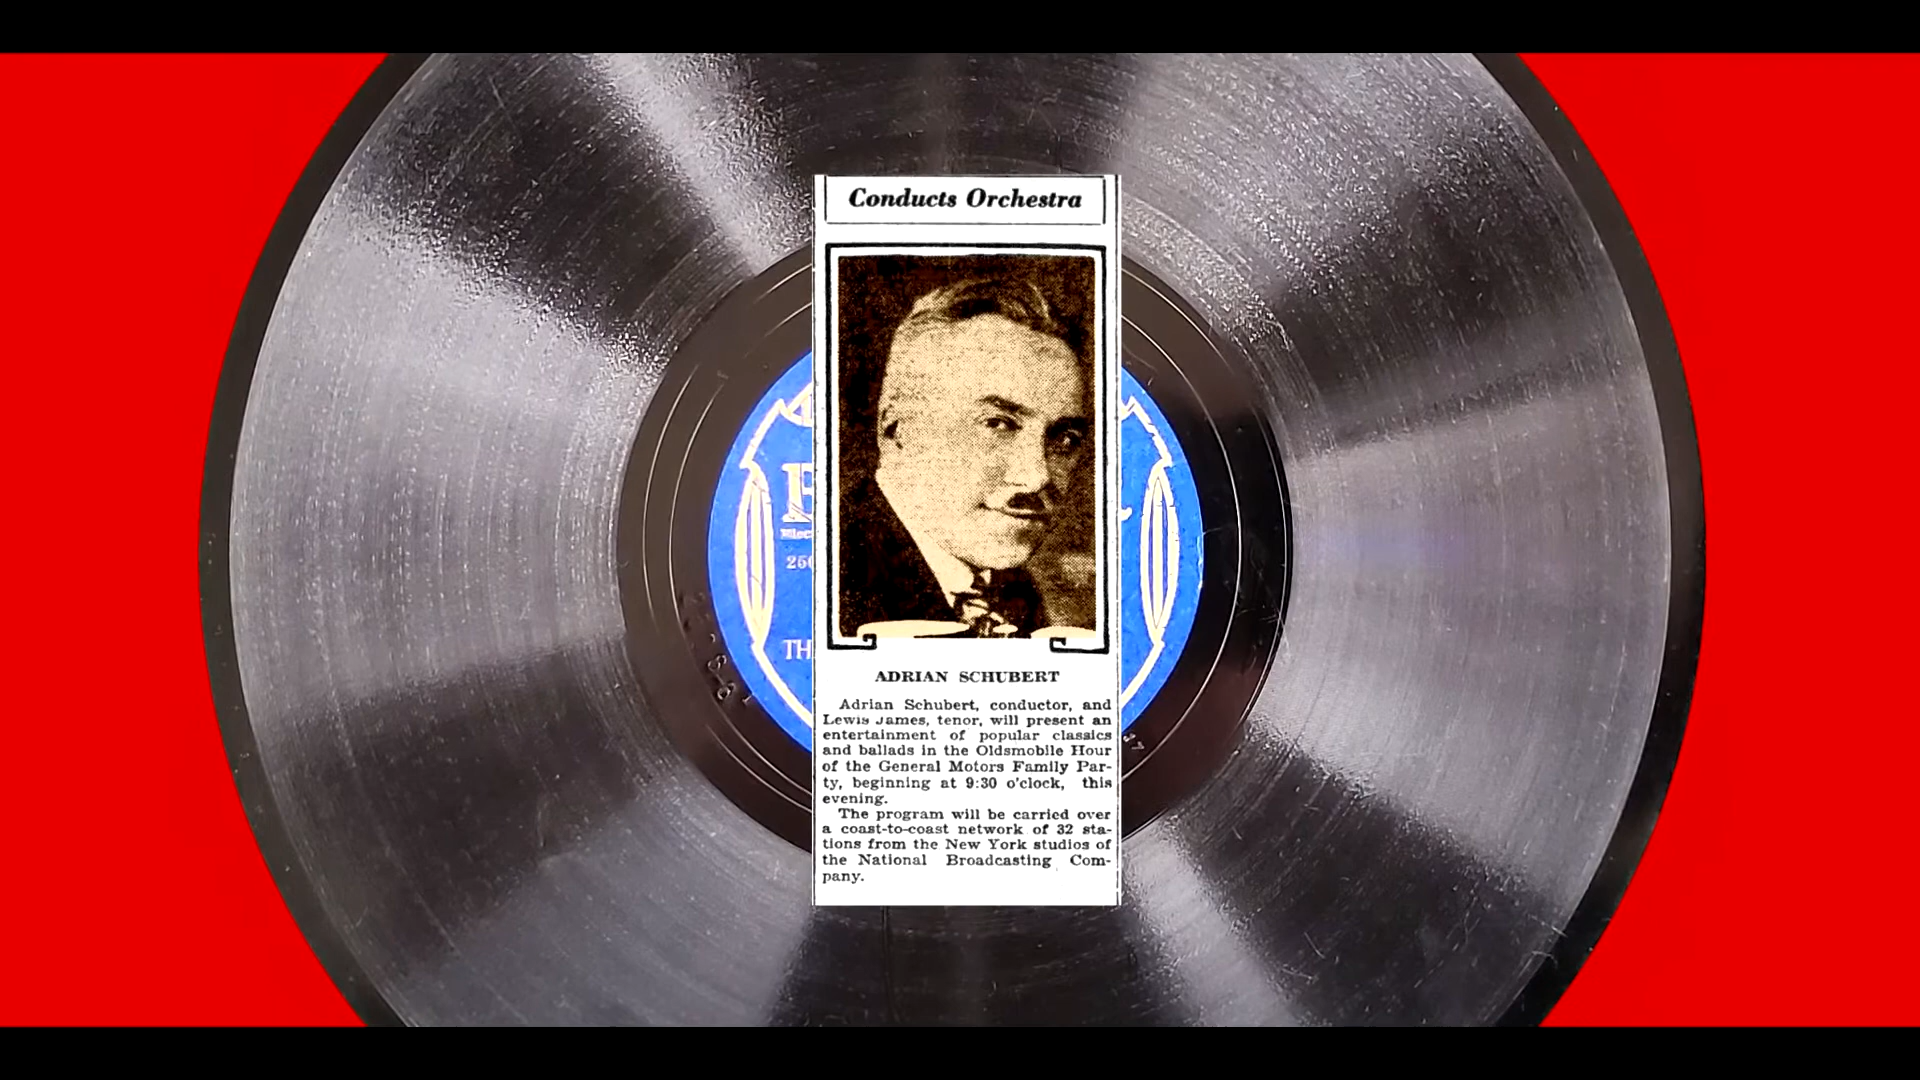 Conducts Orchestra
ADRIAN SCHUBERT
Adrian Schubert, conductor, and
Lewis James, tenor, will present an
entertainment of popular classics
and ballads in the Oldsmobile Hour
of the General Motors Family Par-
ty, beginning at 9:30 o'clock, this
evening.
The program will be carried over
a coast-to-coast network of 32 sta-
tions from the New York studios of
the National Broadcasting Com-
pany.
TH